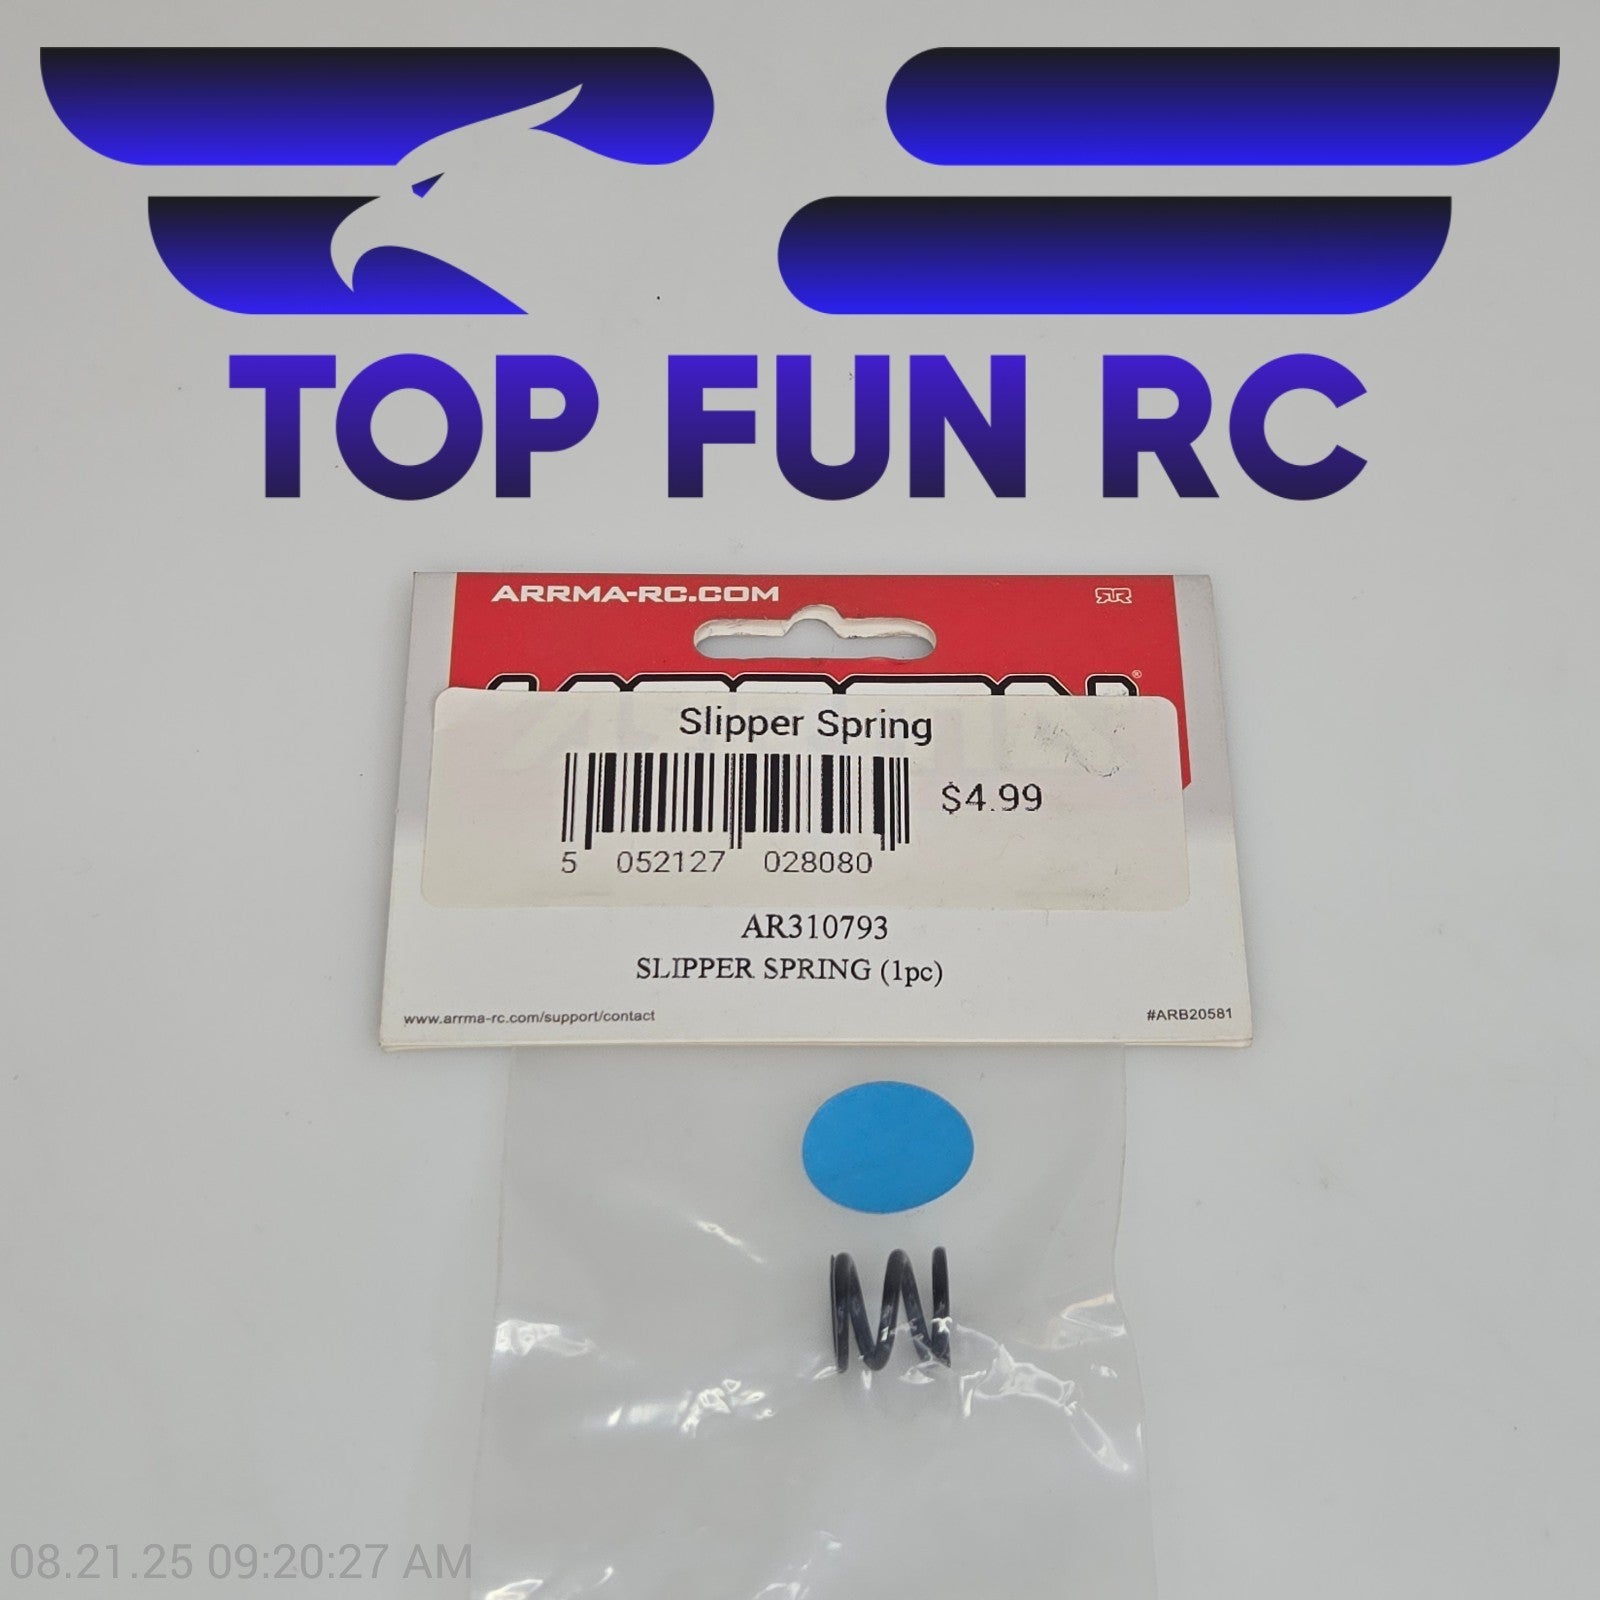 TOP FUN RC
ARRMA-RC.COM
Slipper Spring
$4.99
5 052127 028080
AR310793
SLIPPER SPRING (1pc)
www.arrma-rc.com/support/contact
#ARB20581
08.21.25 09:20:27 AM